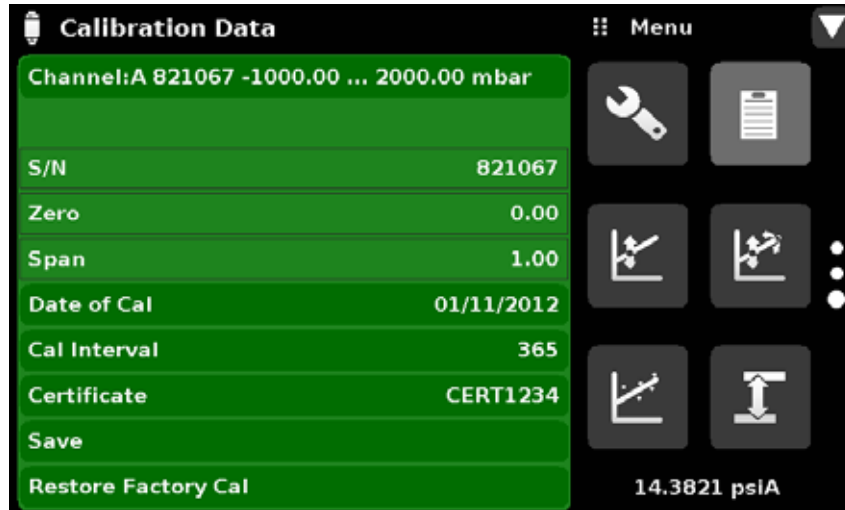 Calibration Data
Menu
Channel:A 821067 -1000.00 ... 2000.00 mbar
S/N 821067
Zero 0.00
Span 1.00
Date of Cal 01/11/2012
Cal Interval 365
Certificate CERT1234
Save
Restore Factory Cal
14.3821 psiA